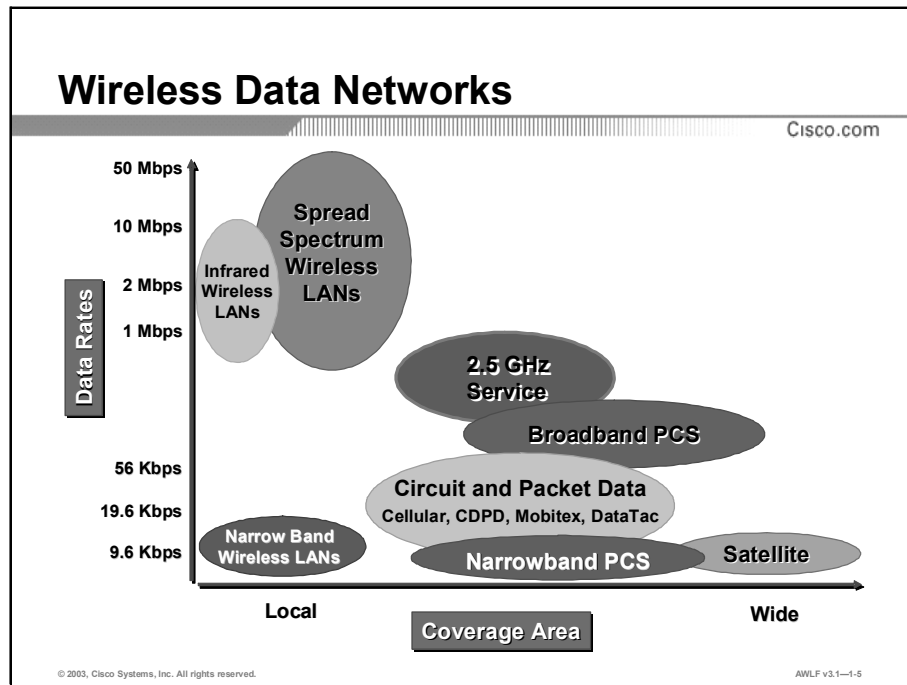 Wireless Data Networks
Cisco.com
50 Mbps
10 Mbps
2 Mbps
1 Mbps
56 Kbps
19.6 Kbps
9.6 Kbps
Data Rates
Spread
Spectrum
Wireless
LANs
Infrared
Wireless
LANs
2.5 GHz
Service
Broadband PCS
Circuit and Packet Data
Cellular, CDPD, Mobitex, DataTac
Narrow Band
Wireless LANs
Narrowband PCS
Satellite
Local
Wide
Coverage Area
© 2003, Cisco Systems, Inc. All rights reserved.
AWLF v3.1—1-5